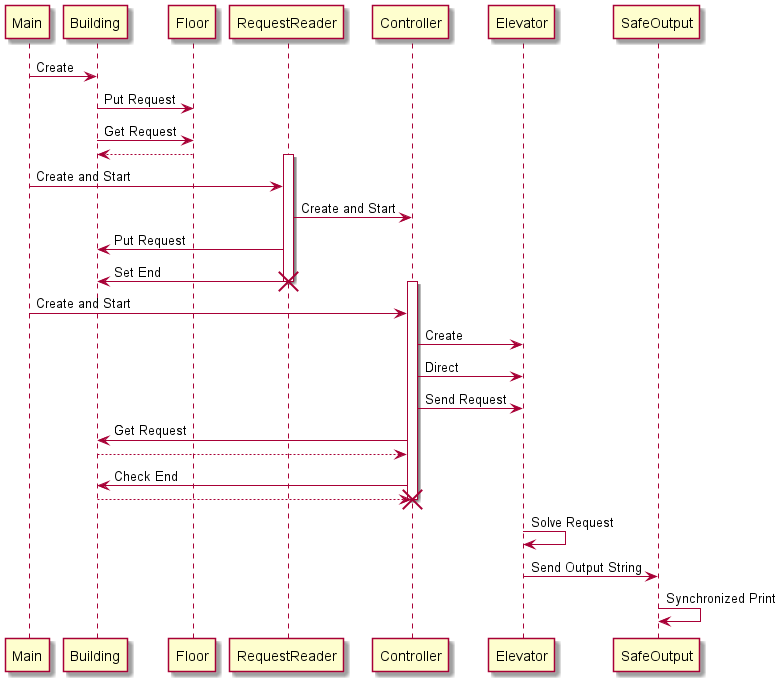 Main
Building
Floor
RequestReader
Controller
Elevator
SafeOutput
Create
Put Request
Get Request
Create and Start
Create and Start
Put Request
Set End
Create and Start
Create
Direct
Send Request
Get Request
Check End
Solve Request
Send Output String
Synchronized Print
Main
Building
Floor
RequestReader
Controller
Elevator
SafeOutput